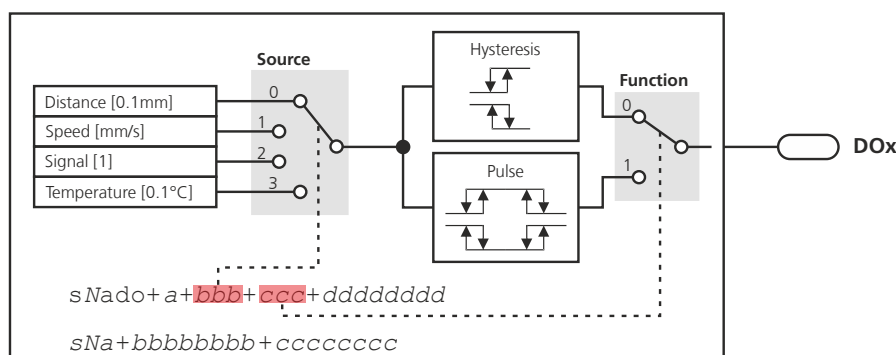 Hysteresis
Source
Function
Distance [0.1mm]
0
0
Speed [mm/s]
1
DOx
Signal [1]
2
Pulse
1
Temperature [0.1°C]
3
sNado+a+bbb+ccc+dddddddd
sNa+bbbbbbbb+cccccccc